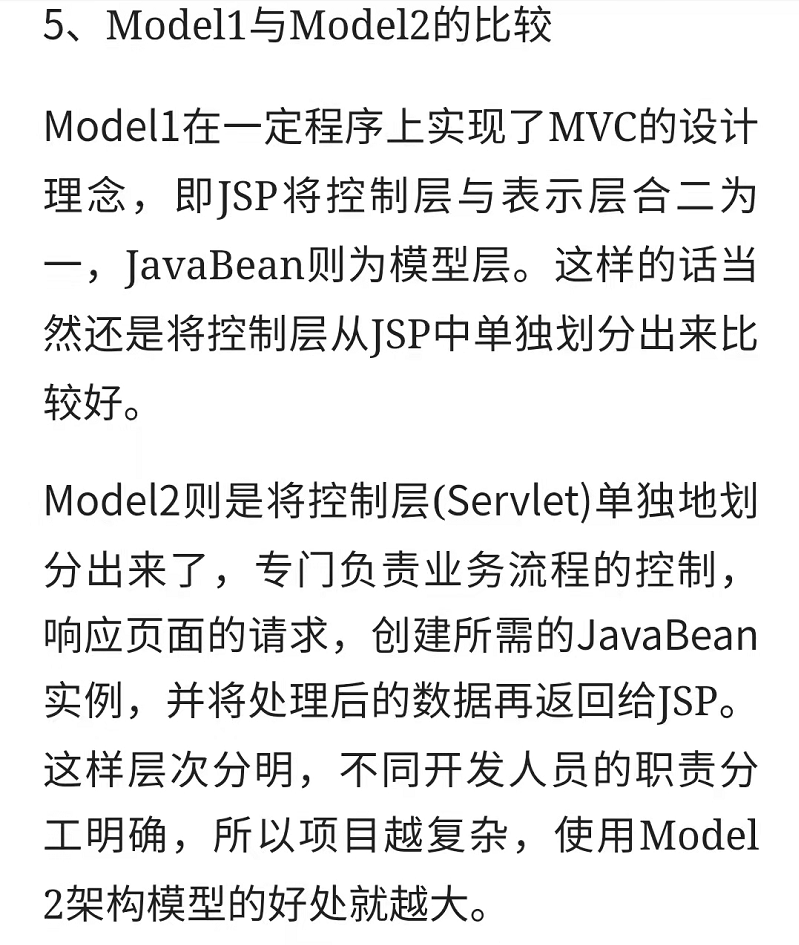 5、Model1与Model2的比较
Model1在一定程序上实现了MVC的设计
理念，即JSP将控制层与表示层合二为
一，JavaBean则为模型层。这样的话当
然还是将控制层从JSP中单独划分出来比
较好。
Model2则是将控制层(Servlet)单独地划
分出来了，专门负责业务流程的控制，
响应页面的请求，创建所需的JavaBean
实例，并将处理后的数据再返回给JSP。
这样层次分明，不同开发人员的职责分
工明确，所以项目越复杂，使用Model
2架构模型的好处就越大。